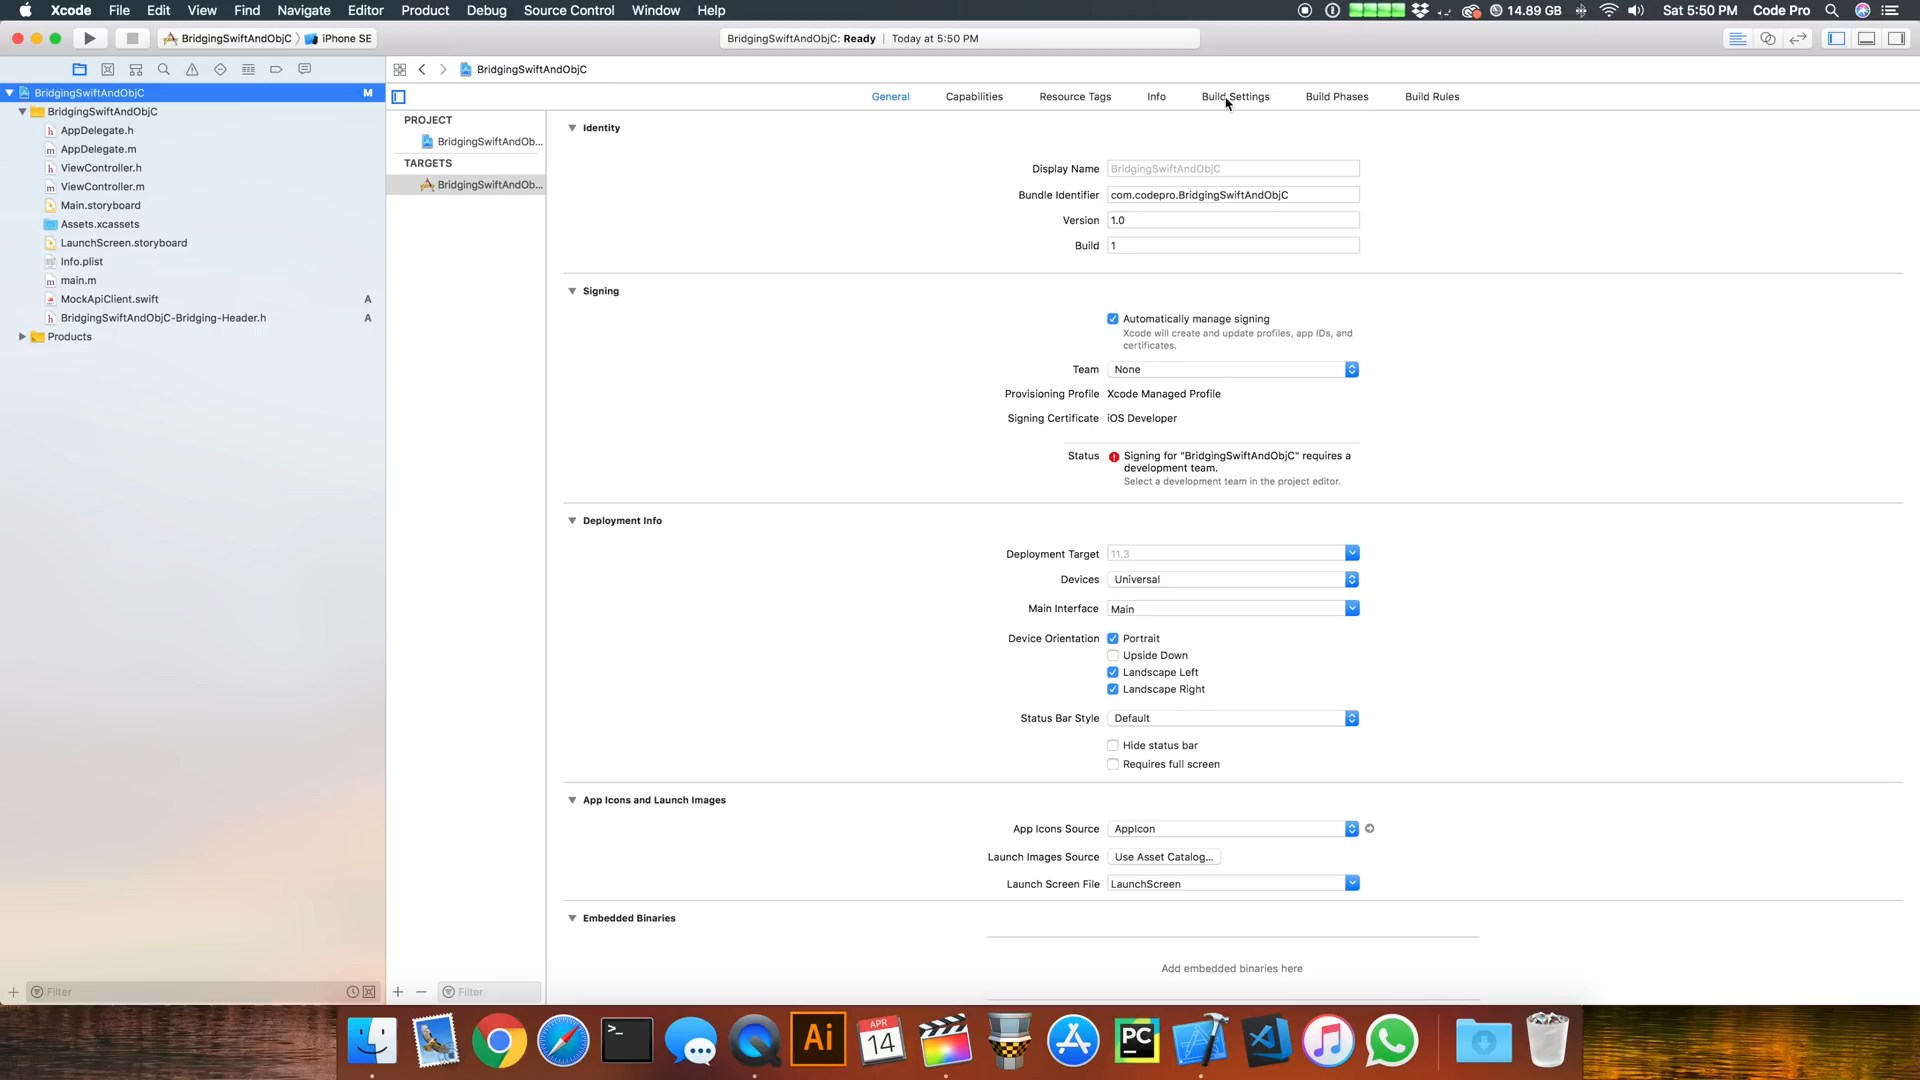 Xcode File Edit View Find Navigate Editor Product Debug Source Control Window Help 14.89 GB Sat 5:50 PM Code Pro
BridgingSwiftAndObjC iPhone SE BridgingSwiftAndObjC: Ready Today at 5:50 PM
BridgingSwiftAndObjC
BridgingSwiftAndObjC M
General Capabilities Resource Tags Info Build Settings Build Phases Build Rules
BridgingSwiftAndObjC
AppDelegate.h
AppDelegate.m
ViewController.h
ViewController.m
Main.storyboard
Assets.xcassets
LaunchScreen.storyboard
Info.plist
main.m
MockApiClient.swift A
BridgingSwiftAndObjC-Bridging-Header.h A
Products
Filter
PROJECT
BridgingSwiftAndOb...
TARGETS
BridgingSwiftAndOb...
Filter
Identity
Display Name BridgingSwiftAndObjC
Bundle Identifier com.codepro.BridgingSwiftAndObjC
Version 1.0
Build 1
Signing
Automatically manage signing
Xcode will create and update profiles, app IDs, and
certificates.
Team None
Provisioning Profile Xcode Managed Profile
Signing Certificate iOS Developer
Status Signing for "BridgingSwiftAndObjC" requires a
development team.
Select a development team in the project editor.
Deployment Info
Deployment Target 11.3
Devices Universal
Main Interface Main
Device Orientation Portrait
Upside Down
Landscape Left
Landscape Right
Status Bar Style Default
Hide status bar
Requires full screen
App Icons and Launch Images
App Icons Source AppIcon
Launch Images Source Use Asset Catalog...
Launch Screen File LaunchScreen
Embedded Binaries
Add embedded binaries here
Ai
APR
14
PC